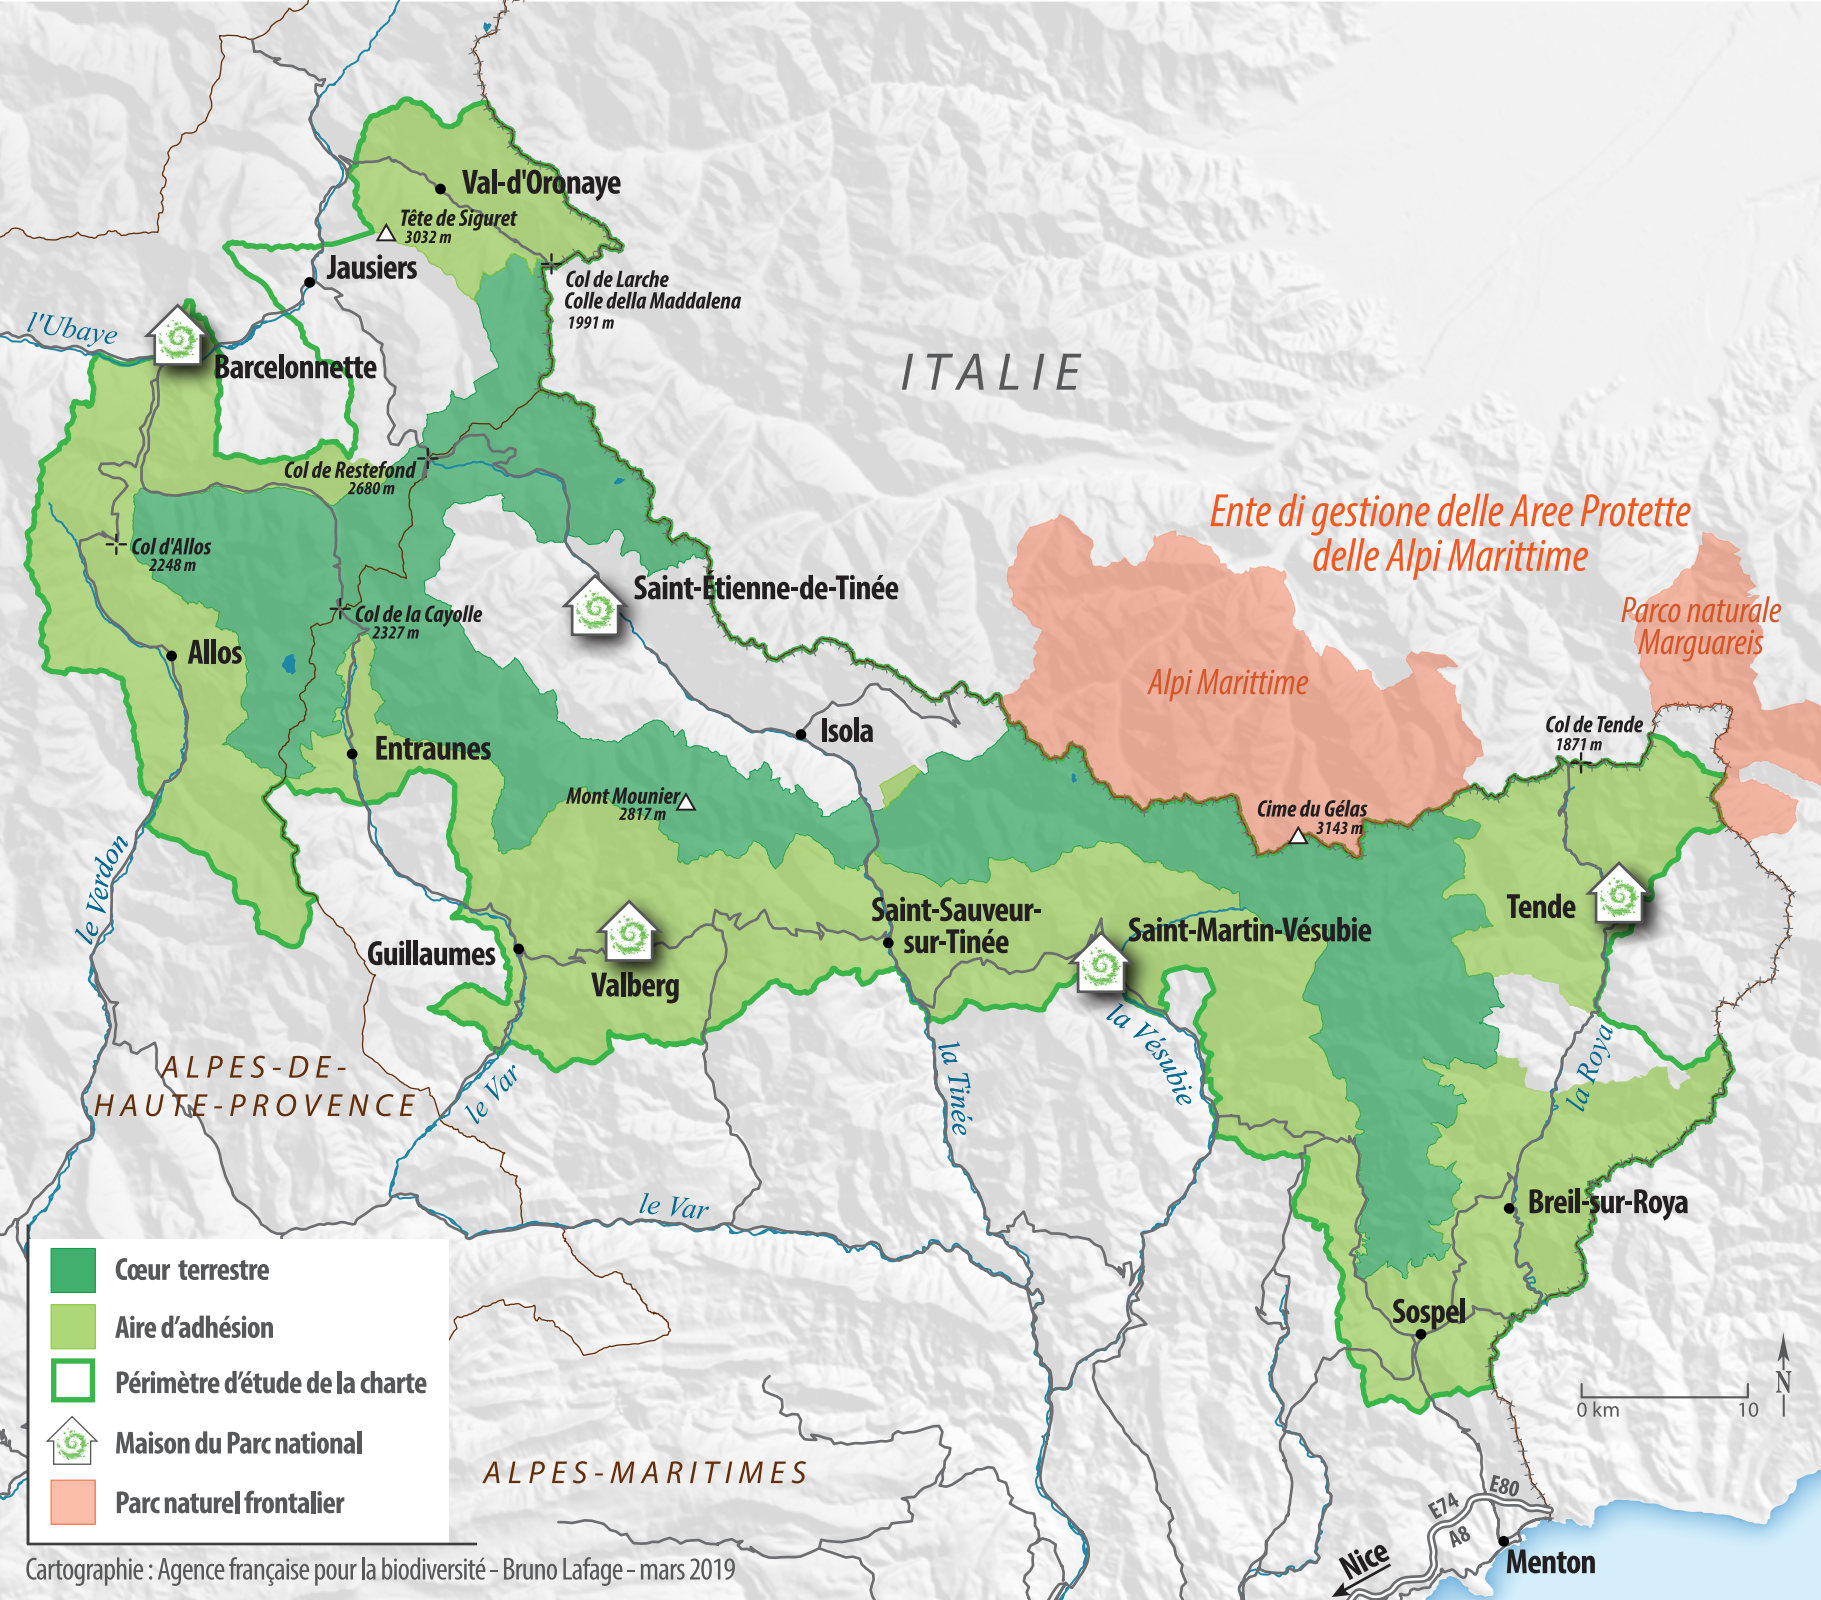 Val-d'Oronaye
Tête de Siguret
3032 m
Jausiers
Col de Larche
Colle della Maddalena
1991 m
l'Ubaye
Barcelonnette
ITALIE
Col de Restefond
2680 m
Ente di gestione delle Aree Protette
delle Alpi Marittime
Col d'Allos
2248 m
Saint-Étienne-de-Tinée
Parco naturale
Marguareis
Col de la Cayolle
2327 m
Allos
Alpi Marittime
Isola
Col de Tende
1871 m
Entraunes
Mont Mounier
2817 m
Cime du Gélas
3143 m
le Verdon
Tende
Saint-Sauveur-
sur-Tinée
Saint-Martin-Vésubie
Guillaumes
Valberg
la Vésubie
la Tinée
la Roya
le Var
ALPES-DE-
HAUTE-PROVENCE
le Var
Breil-sur-Roya
Sospel
Cœur terrestre
Aire d'adhésion
Périmètre d'étude de la charte
Maison du Parc national
Parc naturel frontalier
N
0 km 10
ALPES-MARITIMES
E74
E80
A8
Nice
Menton
Cartographie : Agence française pour la biodiversité - Bruno Lafage - mars 2019